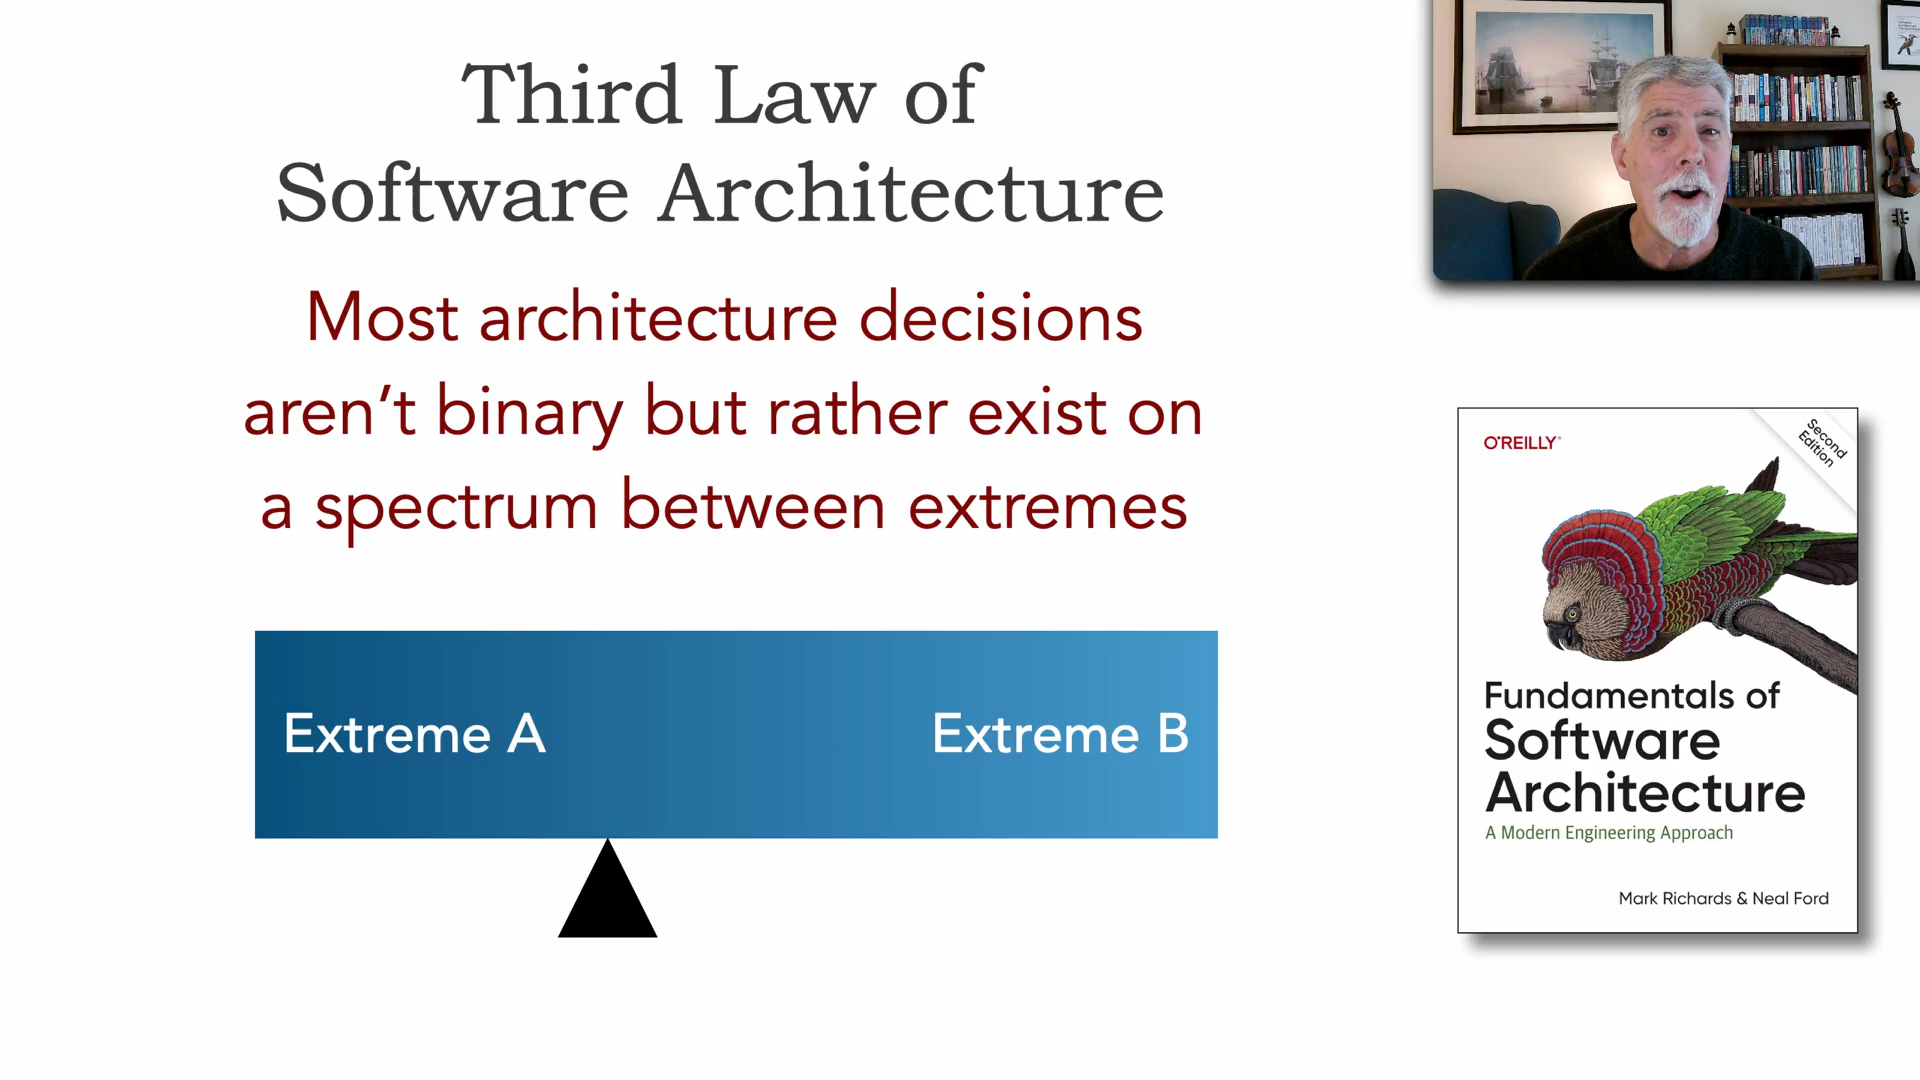 Third Law of
Software Architecture
Most architecture decisions
aren’t binary but rather exist on
a spectrum between extremes
Extreme A
Extreme B
O'REILLY®
Second
Edition
Fundamentals of
Software
Architecture
A Modern Engineering Approach
Mark Richards & Neal Ford